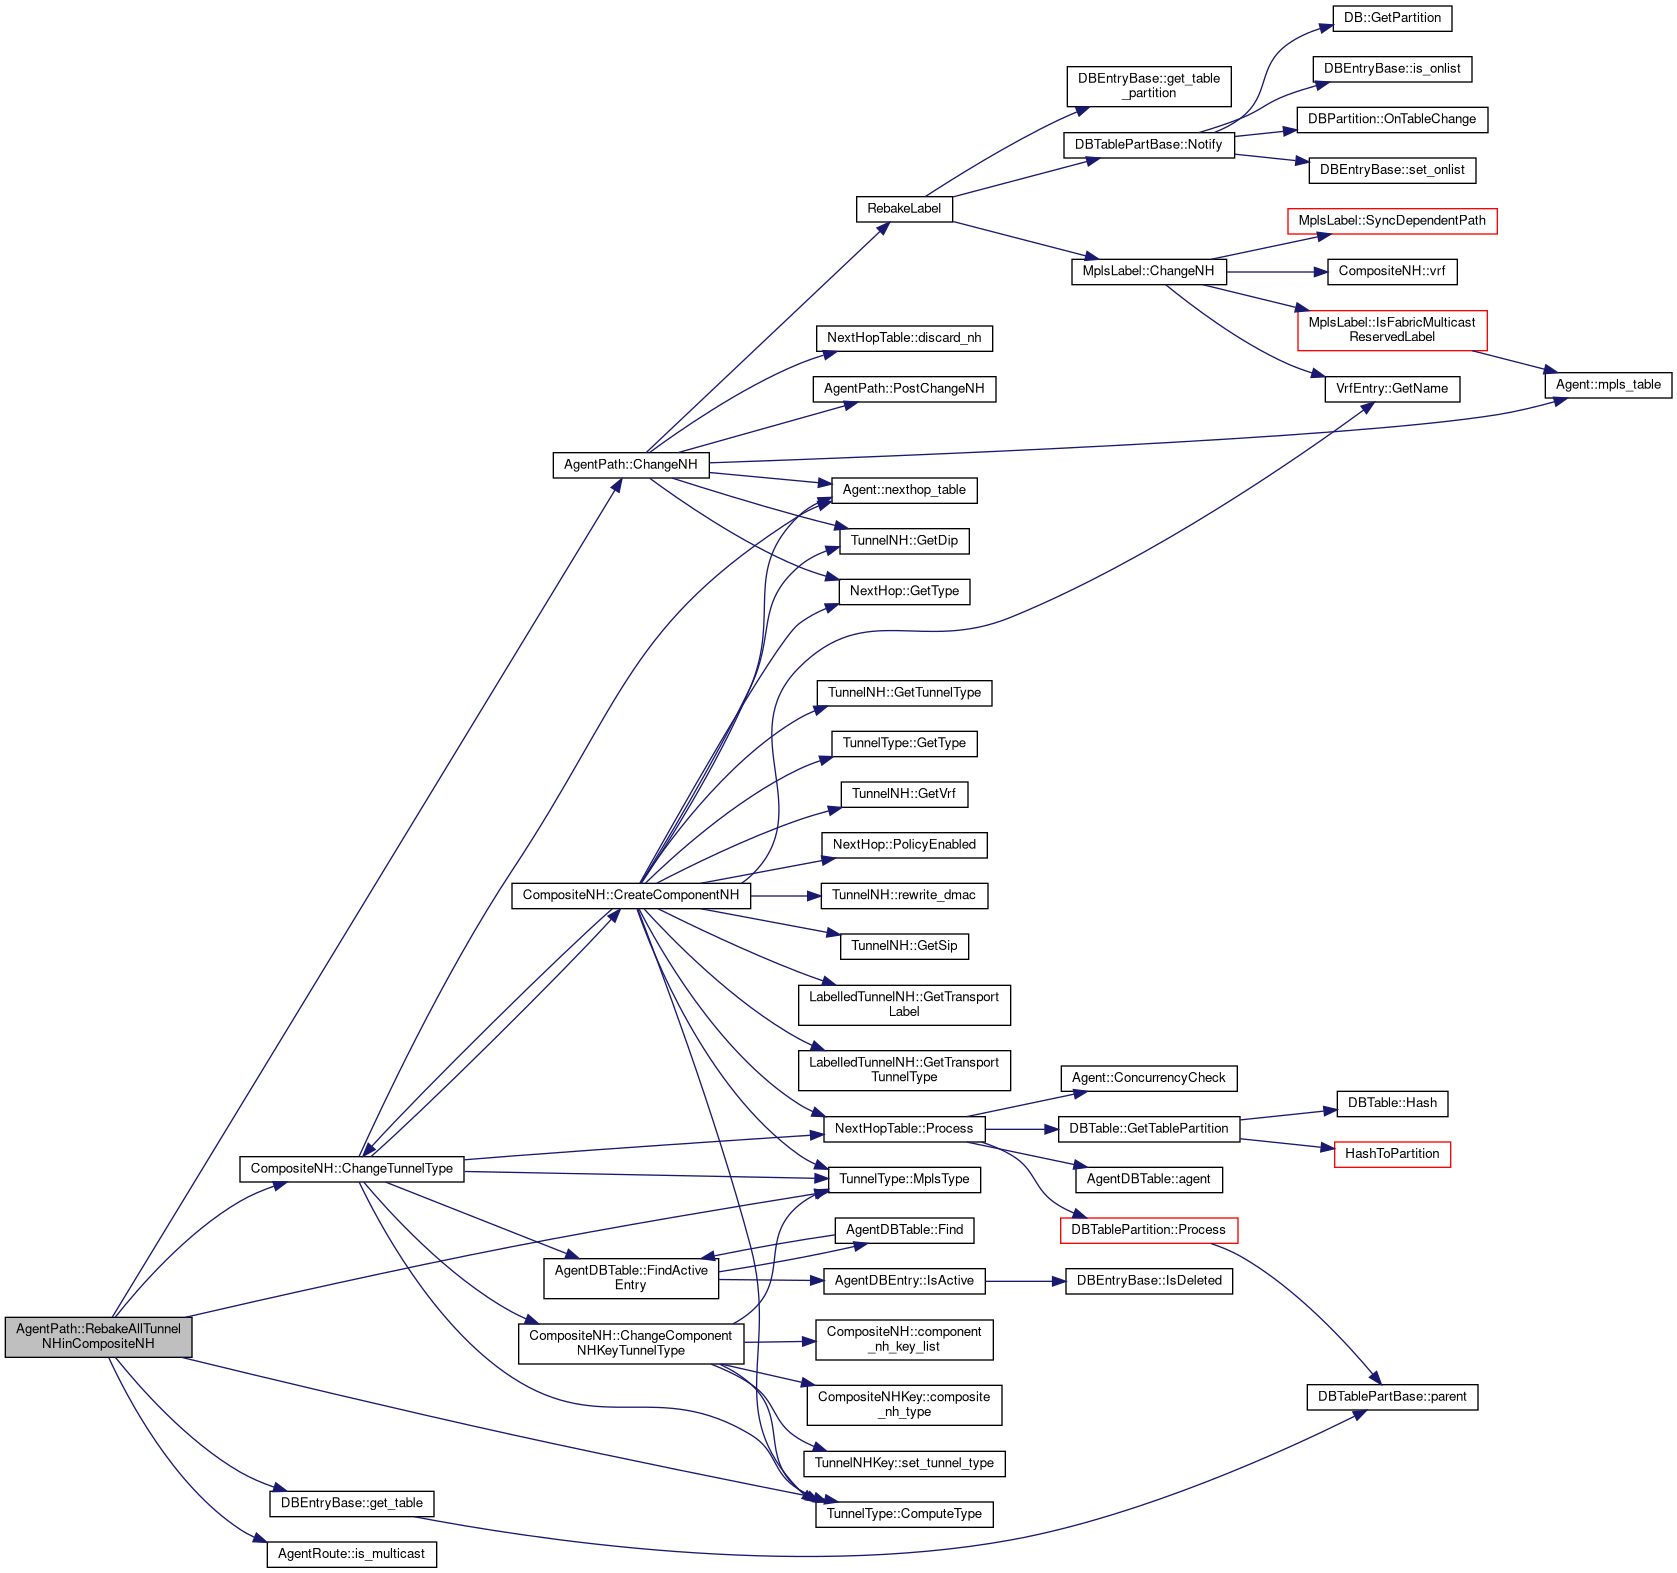 DB::GetPartition
DBEntryBase::is_onlist
DBEntryBase::get_table
_partition
DBPartition::OnTableChange
DBTablePartBase::Notify
DBEntryBase::set_onlist
RebakeLabel
MplsLabel::SyncDependentPath
MplsLabel::ChangeNH
CompositeNH::vrf
MplsLabel::IsFabricMulticast
ReservedLabel
NextHopTable::discard_nh
AgentPath::PostChangeNH
VrfEntry::GetName
Agent::mpls_table
AgentPath::ChangeNH
Agent::nexthop_table
TunnelNH::GetDip
NextHop::GetType
TunnelNH::GetTunnelType
TunnelType::GetType
TunnelNH::GetVrf
NextHop::PolicyEnabled
CompositeNH::CreateComponentNH
TunnelNH::rewrite_dmac
TunnelNH::GetSip
LabelledTunnelNH::GetTransport
Label
LabelledTunnelNH::GetTransport
TunnelType
Agent::ConcurrencyCheck
DBTable::Hash
NextHopTable::Process
DBTable::GetTablePartition
HashToPartition
CompositeNH::ChangeTunnelType
TunnelType::MplsType
AgentDBTable::agent
AgentDBTable::Find
DBTablePartition::Process
AgentDBTable::FindActive
Entry
AgentDBEntry::IsActive
DBEntryBase::IsDeleted
AgentPath::RebakeAllTunnel
NHinCompositeNH
CompositeNH::ChangeComponent
NHKeyTunnelType
CompositeNH::component
_nh_key_list
CompositeNHKey::composite
_nh_type
DBTablePartBase::parent
TunnelNHKey::set_tunnel_type
DBEntryBase::get_table
TunnelType::ComputeType
AgentRoute::is_multicast